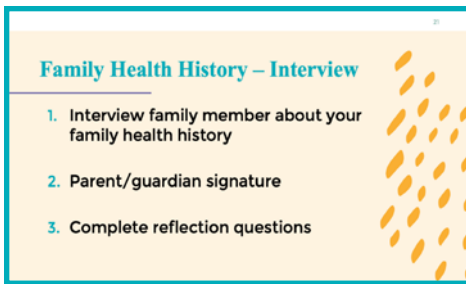 21
Family Health History – Interview
1. Interview family member about your
family health history
2. Parent/guardian signature
3. Complete reflection questions